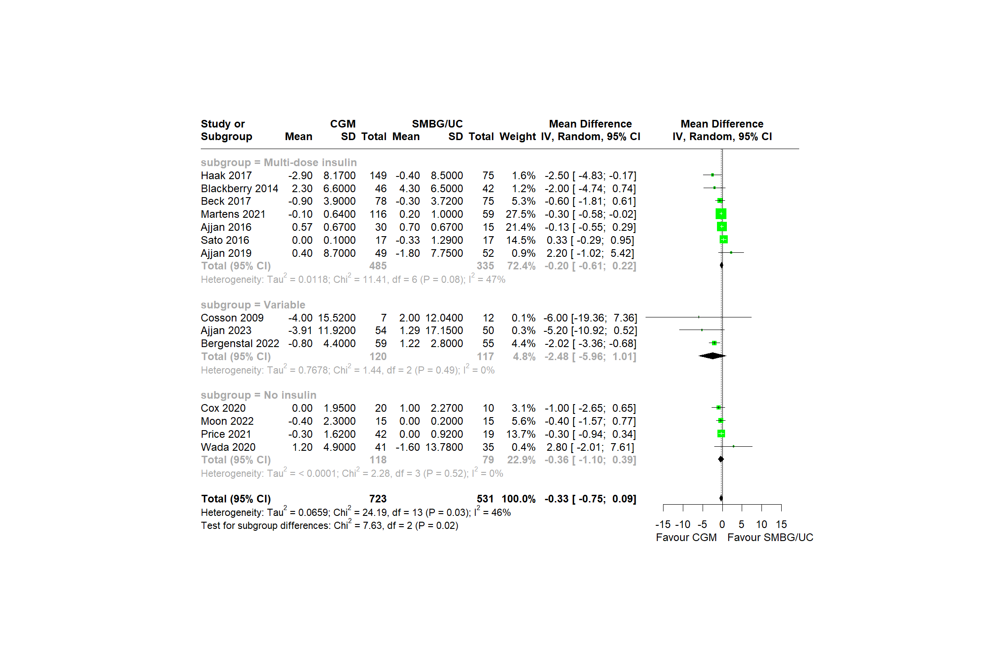 Study or CGM SMBG/UC Mean Difference Mean Difference
Subgroup Mean SD Total Mean SD Total Weight IV, Random, 95% CI IV, Random, 95% CI
subgroup = Multi-dose insulin
Haak 2017 -2.90 8.1700 149 -0.40 8.5000 75 1.6% -2.50 [ -4.83; -0.17]
Blackberry 2014 2.30 6.6000 46 4.30 6.5000 42 1.2% -2.00 [ -4.74; 0.74]
Beck 2017 -0.90 3.9000 78 -0.30 3.7200 75 5.3% -0.60 [ -1.81; 0.61]
Martens 2021 -0.10 0.6400 116 0.20 1.0000 59 27.5% -0.30 [ -0.58; -0.02]
Ajjan 2016 0.57 0.6700 30 0.70 0.6700 15 21.4% -0.13 [ -0.55; 0.29]
Sato 2016 0.00 0.1000 17 -0.33 1.2900 17 14.5% 0.33 [ -0.29; 0.95]
Ajjan 2019 0.40 8.7000 49 -1.80 7.7500 52 0.9% 2.20 [ -1.02; 5.42]
Total (95% CI) 485 335 72.4% -0.20 [ -0.61; 0.22]
Heterogeneity: Tau² = 0.0118; Chi² = 11.41, df = 6 (P = 0.08); I² = 47%
subgroup = Variable
Cosson 2009 -4.00 15.5200 7 2.00 12.0400 12 0.1% -6.00 [-19.36; 7.36]
Ajjan 2023 -3.91 11.9200 54 1.29 17.1500 50 0.3% -5.20 [-10.92; 0.52]
Bergenstal 2022 -0.80 4.4000 59 1.22 2.8000 55 4.4% -2.02 [ -3.36; -0.68]
Total (95% CI) 120 117 4.8% -2.48 [ -5.96; 1.01]
Heterogeneity: Tau² = 0.7678; Chi² = 1.44, df = 2 (P = 0.49); I² = 0%
subgroup = No insulin
Cox 2020 0.00 1.9500 20 1.00 2.2700 10 3.1% -1.00 [ -2.65; 0.65]
Moon 2022 -0.40 2.3000 15 0.00 0.2000 15 5.6% -0.40 [ -1.57; 0.77]
Price 2021 -0.30 1.6200 42 0.00 0.9200 19 13.7% -0.30 [ -0.94; 0.34]
Wada 2020 1.20 4.9000 41 -1.60 13.7800 35 0.4% 2.80 [ -2.01; 7.61]
Total (95% CI) 118 79 22.9% -0.36 [ -1.10; 0.39]
Heterogeneity: Tau² = < 0.0001; Chi² = 2.28, df = 3 (P = 0.52); I² = 0%
Total (95% CI) 723 531 100.0% -0.33 [ -0.75; 0.09]
Heterogeneity: Tau² = 0.0659; Chi² = 24.19, df = 13 (P = 0.03); I² = 46%
Test for subgroup differences: Chi² = 7.63, df = 2 (P = 0.02)
-15 -10 -5 0 5 10 15
Favour CGM Favour SMBG/UC